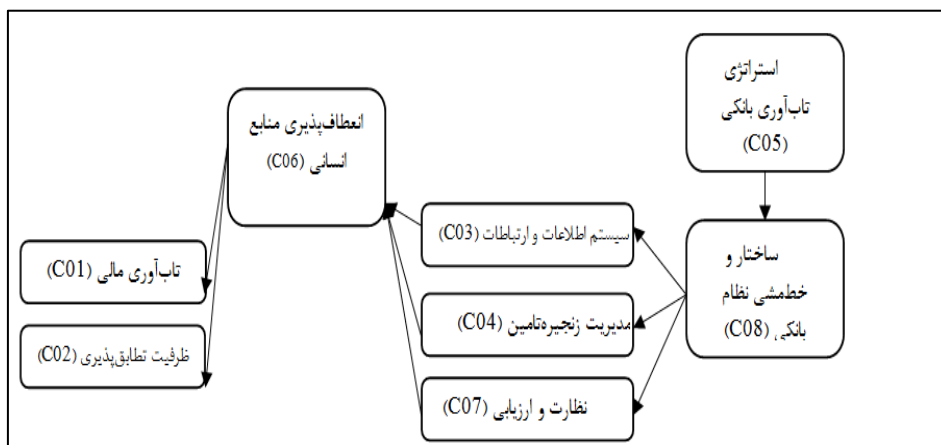 استراتژی
تاب‌آوری بانکی
(C05)
ساختار و
خط‌مشی نظام
بانکی (C08)
سیستم اطلاعات و ارتباطات (C03)
مدیریت زنجیره‌تامین (C04)
نظارت و ارزیابی (C07)
انعطاف‌پذیری منابع
انسانی (C06)
تاب‌آوری مالی (C01)
ظرفیت تطابق‌پذیری (C02)